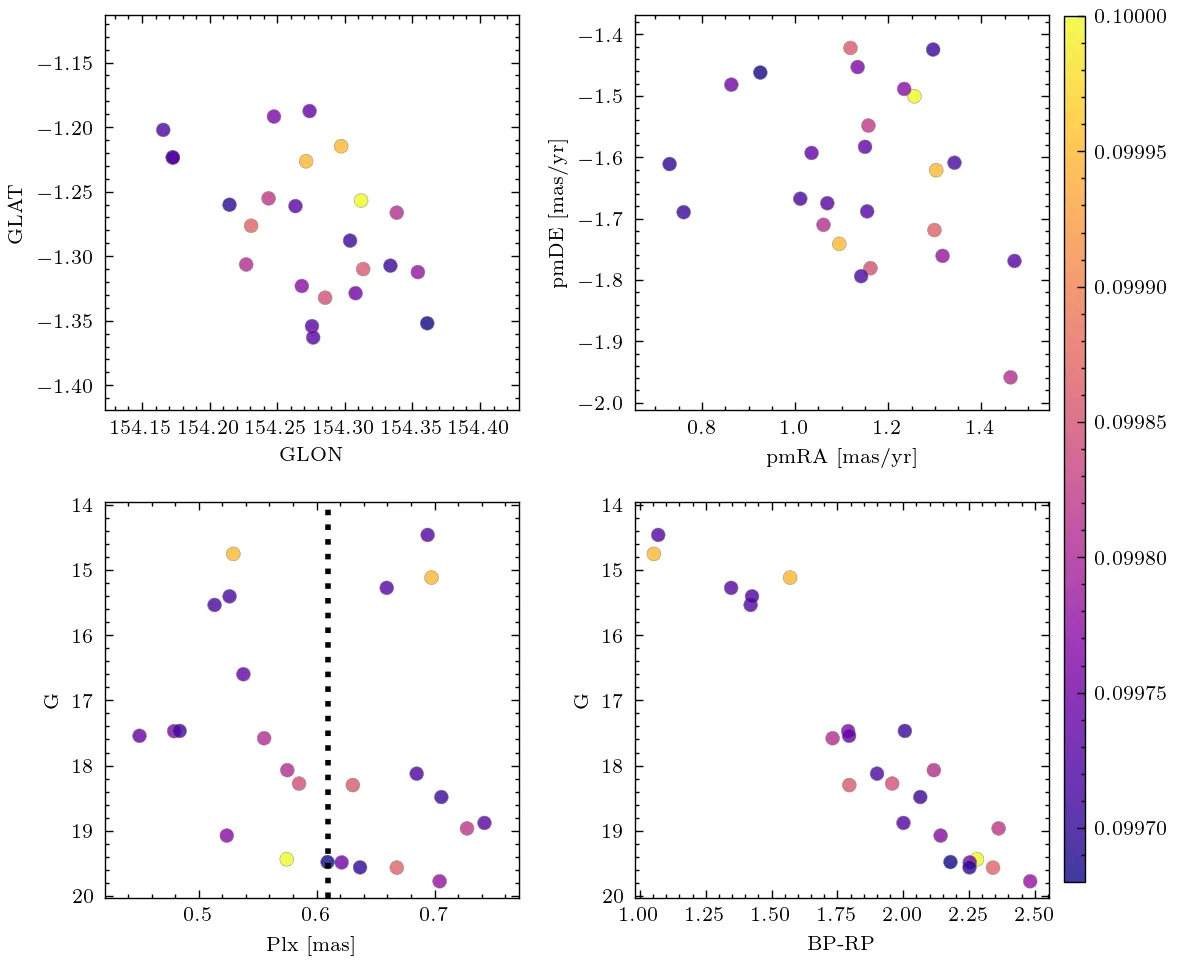 −1.15
−1.20
−1.25
−1.30
−1.35
−1.40
GLAT
154.15 154.20 154.25 154.30 154.35 154.40
GLON
−1.4
−1.5
−1.6
−1.7
−1.8
−1.9
−2.0
pmDE [mas/yr]
0.8 1.0 1.2 1.4
pmRA [mas/yr]
14
15
16
17
18
19
20
G
0.5 0.6 0.7
Plx [mas]
14
15
16
17
18
19
20
G
1.00 1.25 1.50 1.75 2.00 2.25 2.50
BP-RP
0.10000
0.09995
0.09990
0.09985
0.09980
0.09975
0.09970